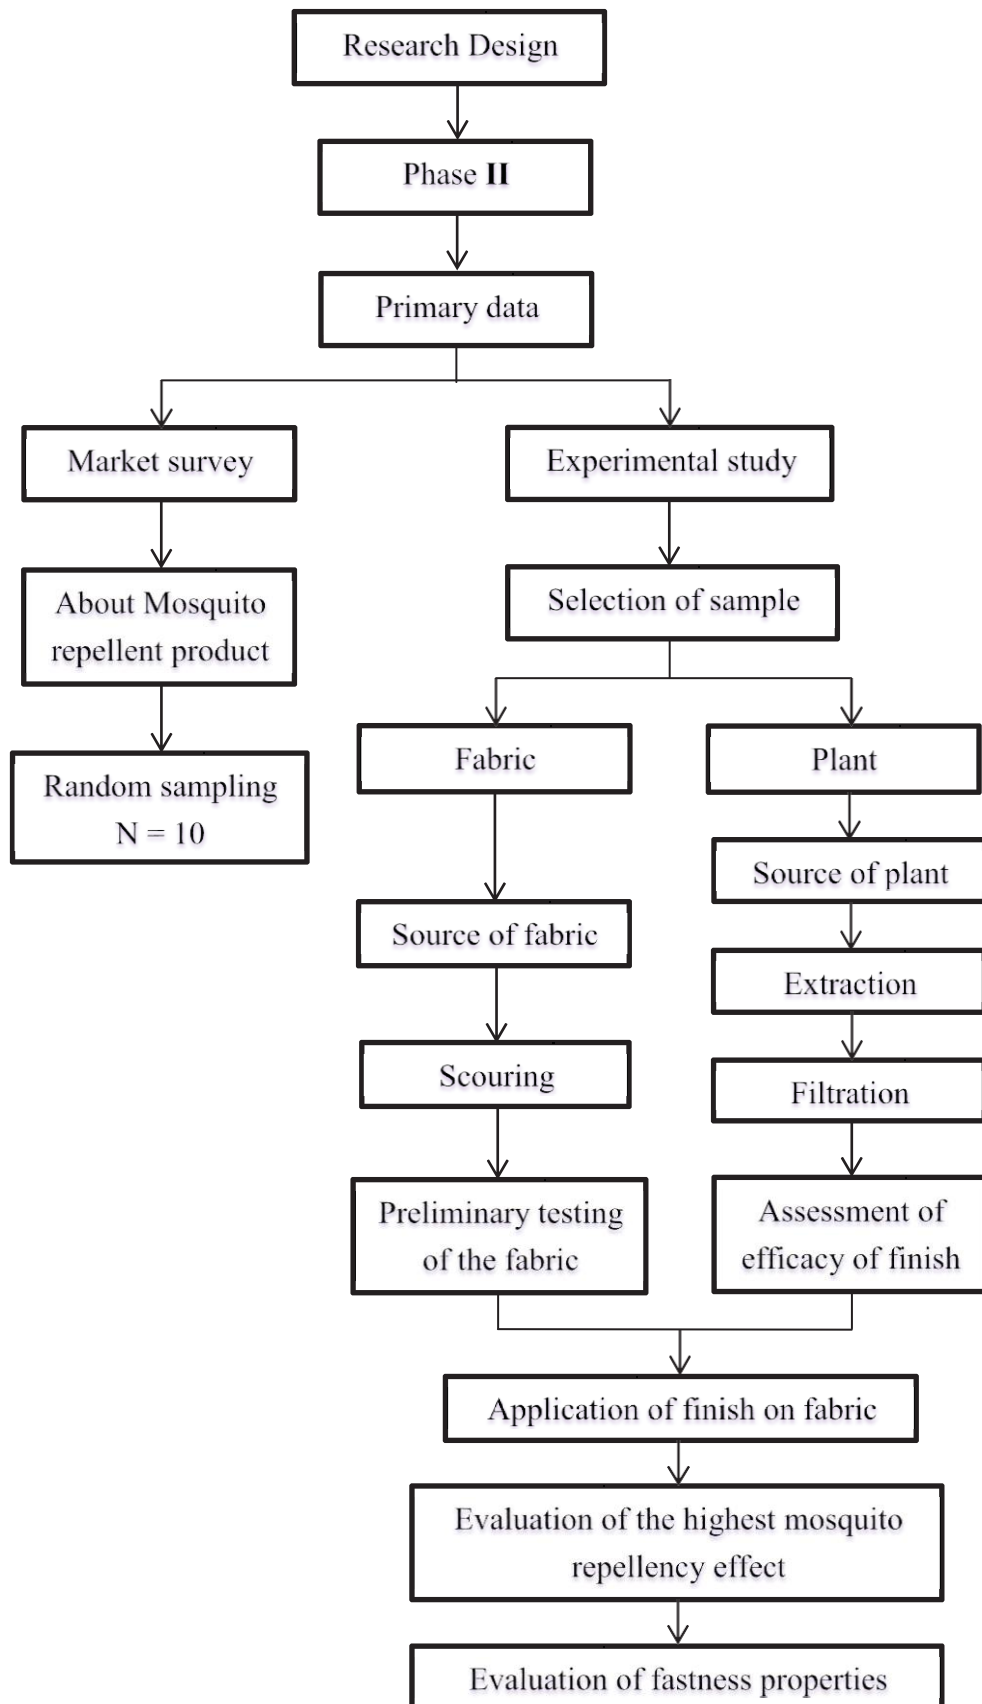 Research Design
Phase II
Primary data
Market survey
Experimental study
About Mosquito
repellent product
Selection of sample
Random sampling
N = 10
Fabric
Plant
Source of plant
Source of fabric
Extraction
Scouring
Filtration
Preliminary testing
of the fabric
Assessment of
efficacy of finish
Application of finish on fabric
Evaluation of the highest mosquito
repellency effect
Evaluation of fastness properties